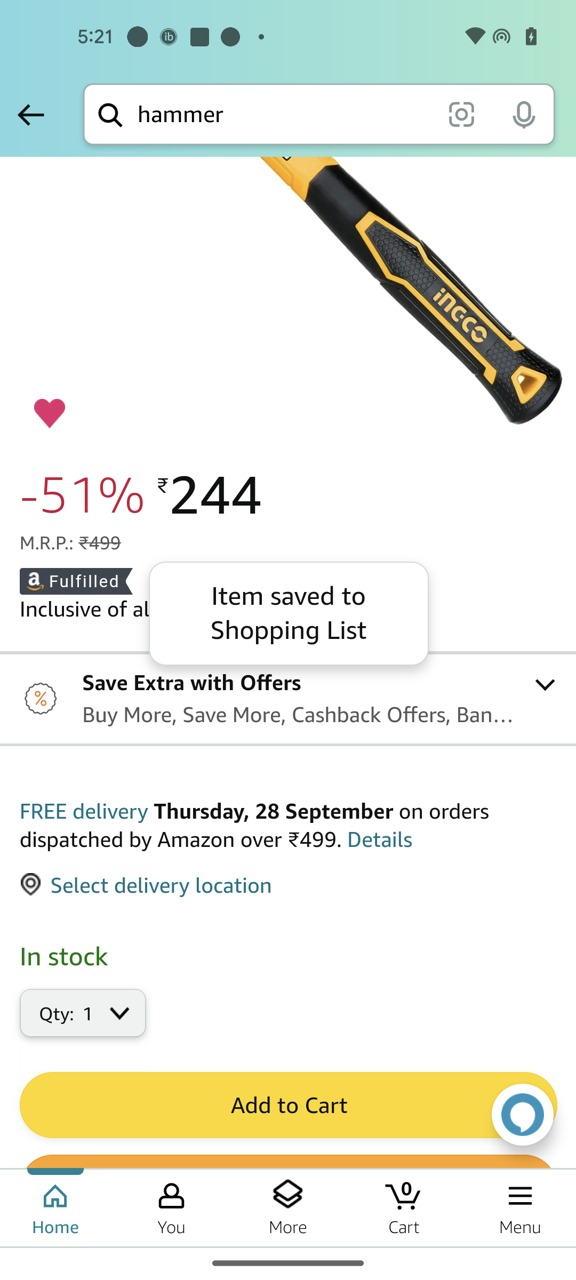 5:21
hammer
INGCO
-51% ₹244
M.R.P.: ₹499
a Fulfilled
Inclusive of al
Item saved to
Shopping List
Save Extra with Offers
Buy More, Save More, Cashback Offers, Ban...
FREE delivery Thursday, 28 September on orders
dispatched by Amazon over ₹499. Details
Select delivery location
In stock
Qty: 1
Add to Cart
0
Home
You
More
Cart
Menu